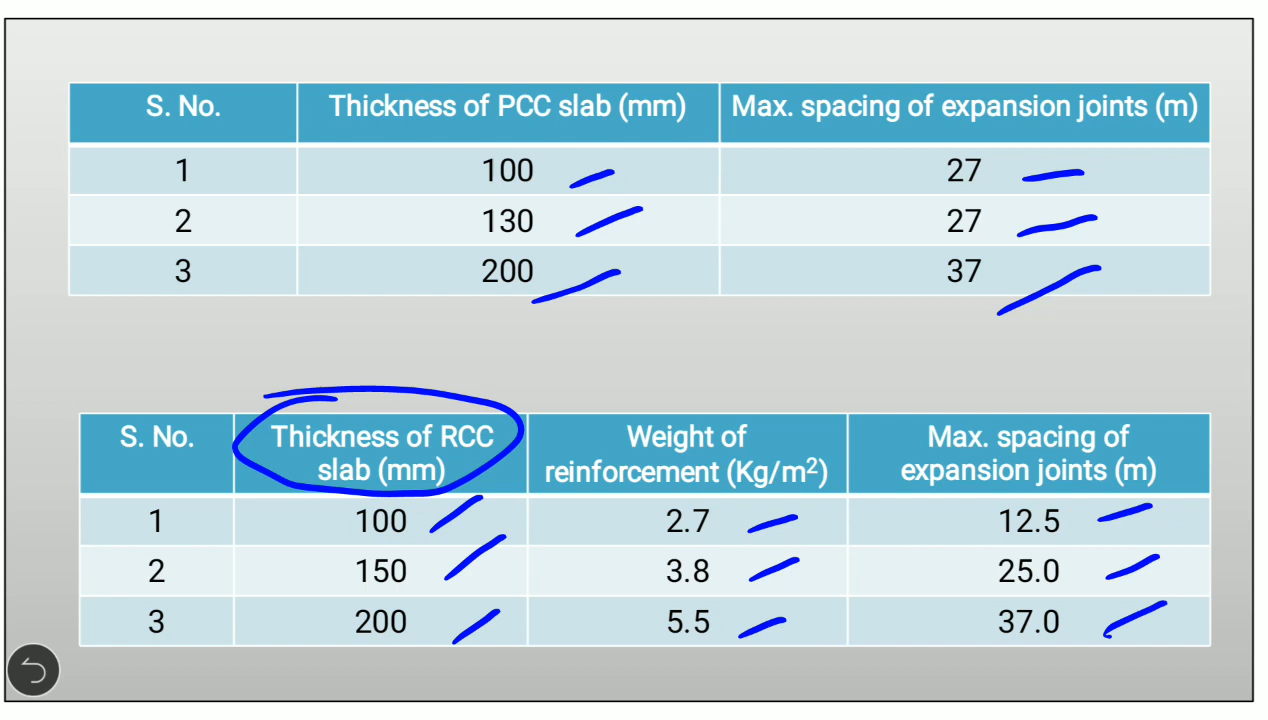 S. No. Thickness of PCC slab (mm) Max. spacing of expansion joints (m)
1 100 27
2 130 27
3 200 37
S. No. Thickness of RCC slab (mm) Weight of reinforcement (Kg/m²) Max. spacing of expansion joints (m)
1 100 2.7 12.5
2 150 3.8 25.0
3 200 5.5 37.0